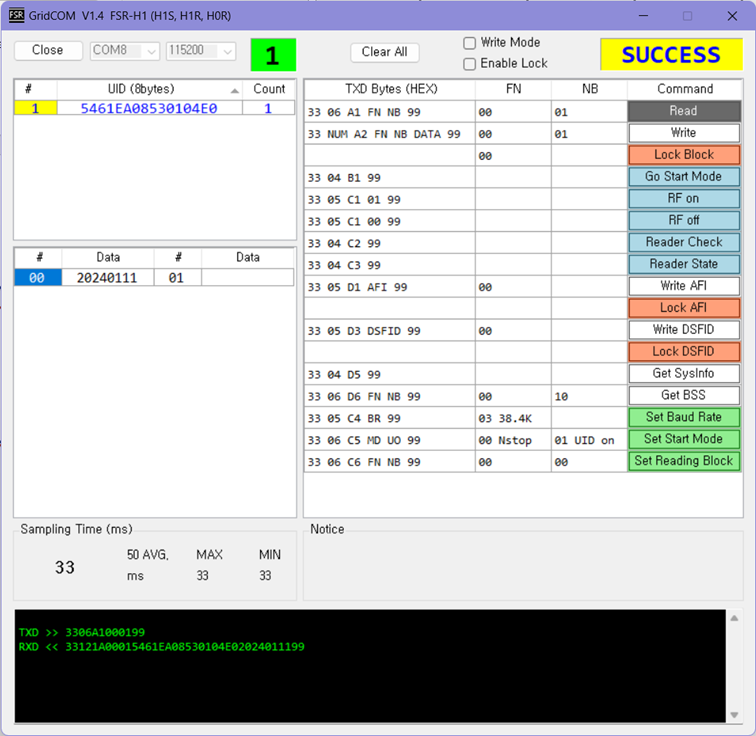 FSR GridCOM V1.4 FSR-H1 (H1S, H1R, H0R)
Close COM8 115200 1 Clear All Write Mode SUCCESS
Enable Lock
# UID (8bytes) Count
1 5461EA08530104E0 1
# Data # Data
00 20240111 01
TXD Bytes (HEX) FN NB Command
33 06 A1 FN NB 99 00 01 Read
33 NUM A2 FN NB DATA 99 00 01 Write
00 Lock Block
33 04 B1 99 Go Start Mode
33 05 C1 01 99 RF on
33 05 C1 00 99 RF off
33 04 C2 99 Reader Check
33 04 C3 99 Reader State
33 05 D1 AFI 99 00 Write AFI
Lock AFI
33 05 D3 DSFID 99 00 Write DSFID
Lock DSFID
33 04 D5 99 Get SysInfo
33 06 D6 FN NB 99 00 10 Get BSS
33 05 C4 BR 99 03 38.4K Set Baud Rate
33 06 C5 MD UO 99 00 Nstop 01 UID on Set Start Mode
33 06 C6 FN NB 99 00 00 Set Reading Block
Sampling Time (ms)
33 50 AVG, MAX MIN
ms 33 33
Notice
TXD >> 3306A1000199
RXD << 33121A00015461EA08530104E02024011199